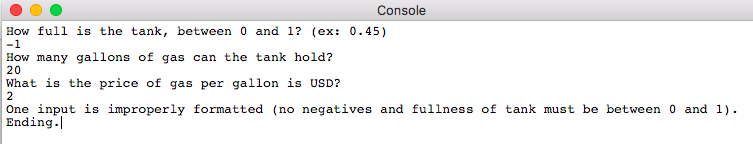 Console
How full is the tank, between 0 and 1? (ex: 0.45)
-1
How many gallons of gas can the tank hold?
20
What is the price of gas per gallon is USD?
2
One input is improperly formatted (no negatives and fullness of tank must be between 0 and 1).
Ending.